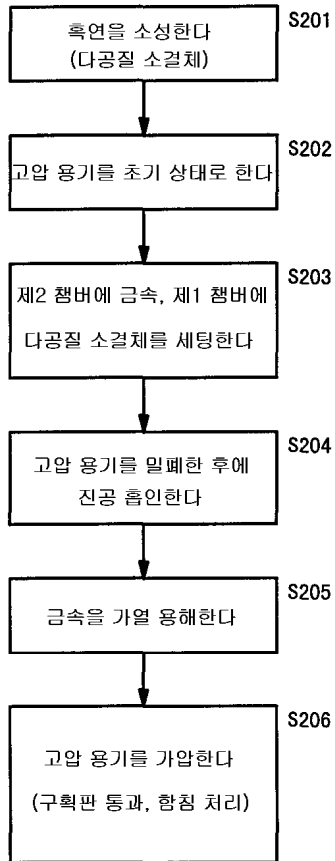 흑연을 소성한다
(다공질 소결체)
S201
고압 용기를 초기 상태로 한다
S202
제2 챔버에 금속, 제1 챔버에
다공질 소결체를 세팅한다
S203
고압 용기를 밀폐한 후에
진공 흡인한다
S204
금속을 가열 용해한다
S205
고압 용기를 가압한다
(구획판 통과, 함침 처리)
S206